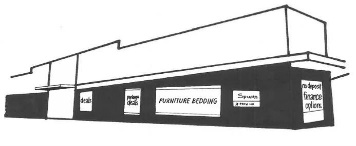 deals
package
deals
FURNITURE BEDDING
no deposit
finance
options